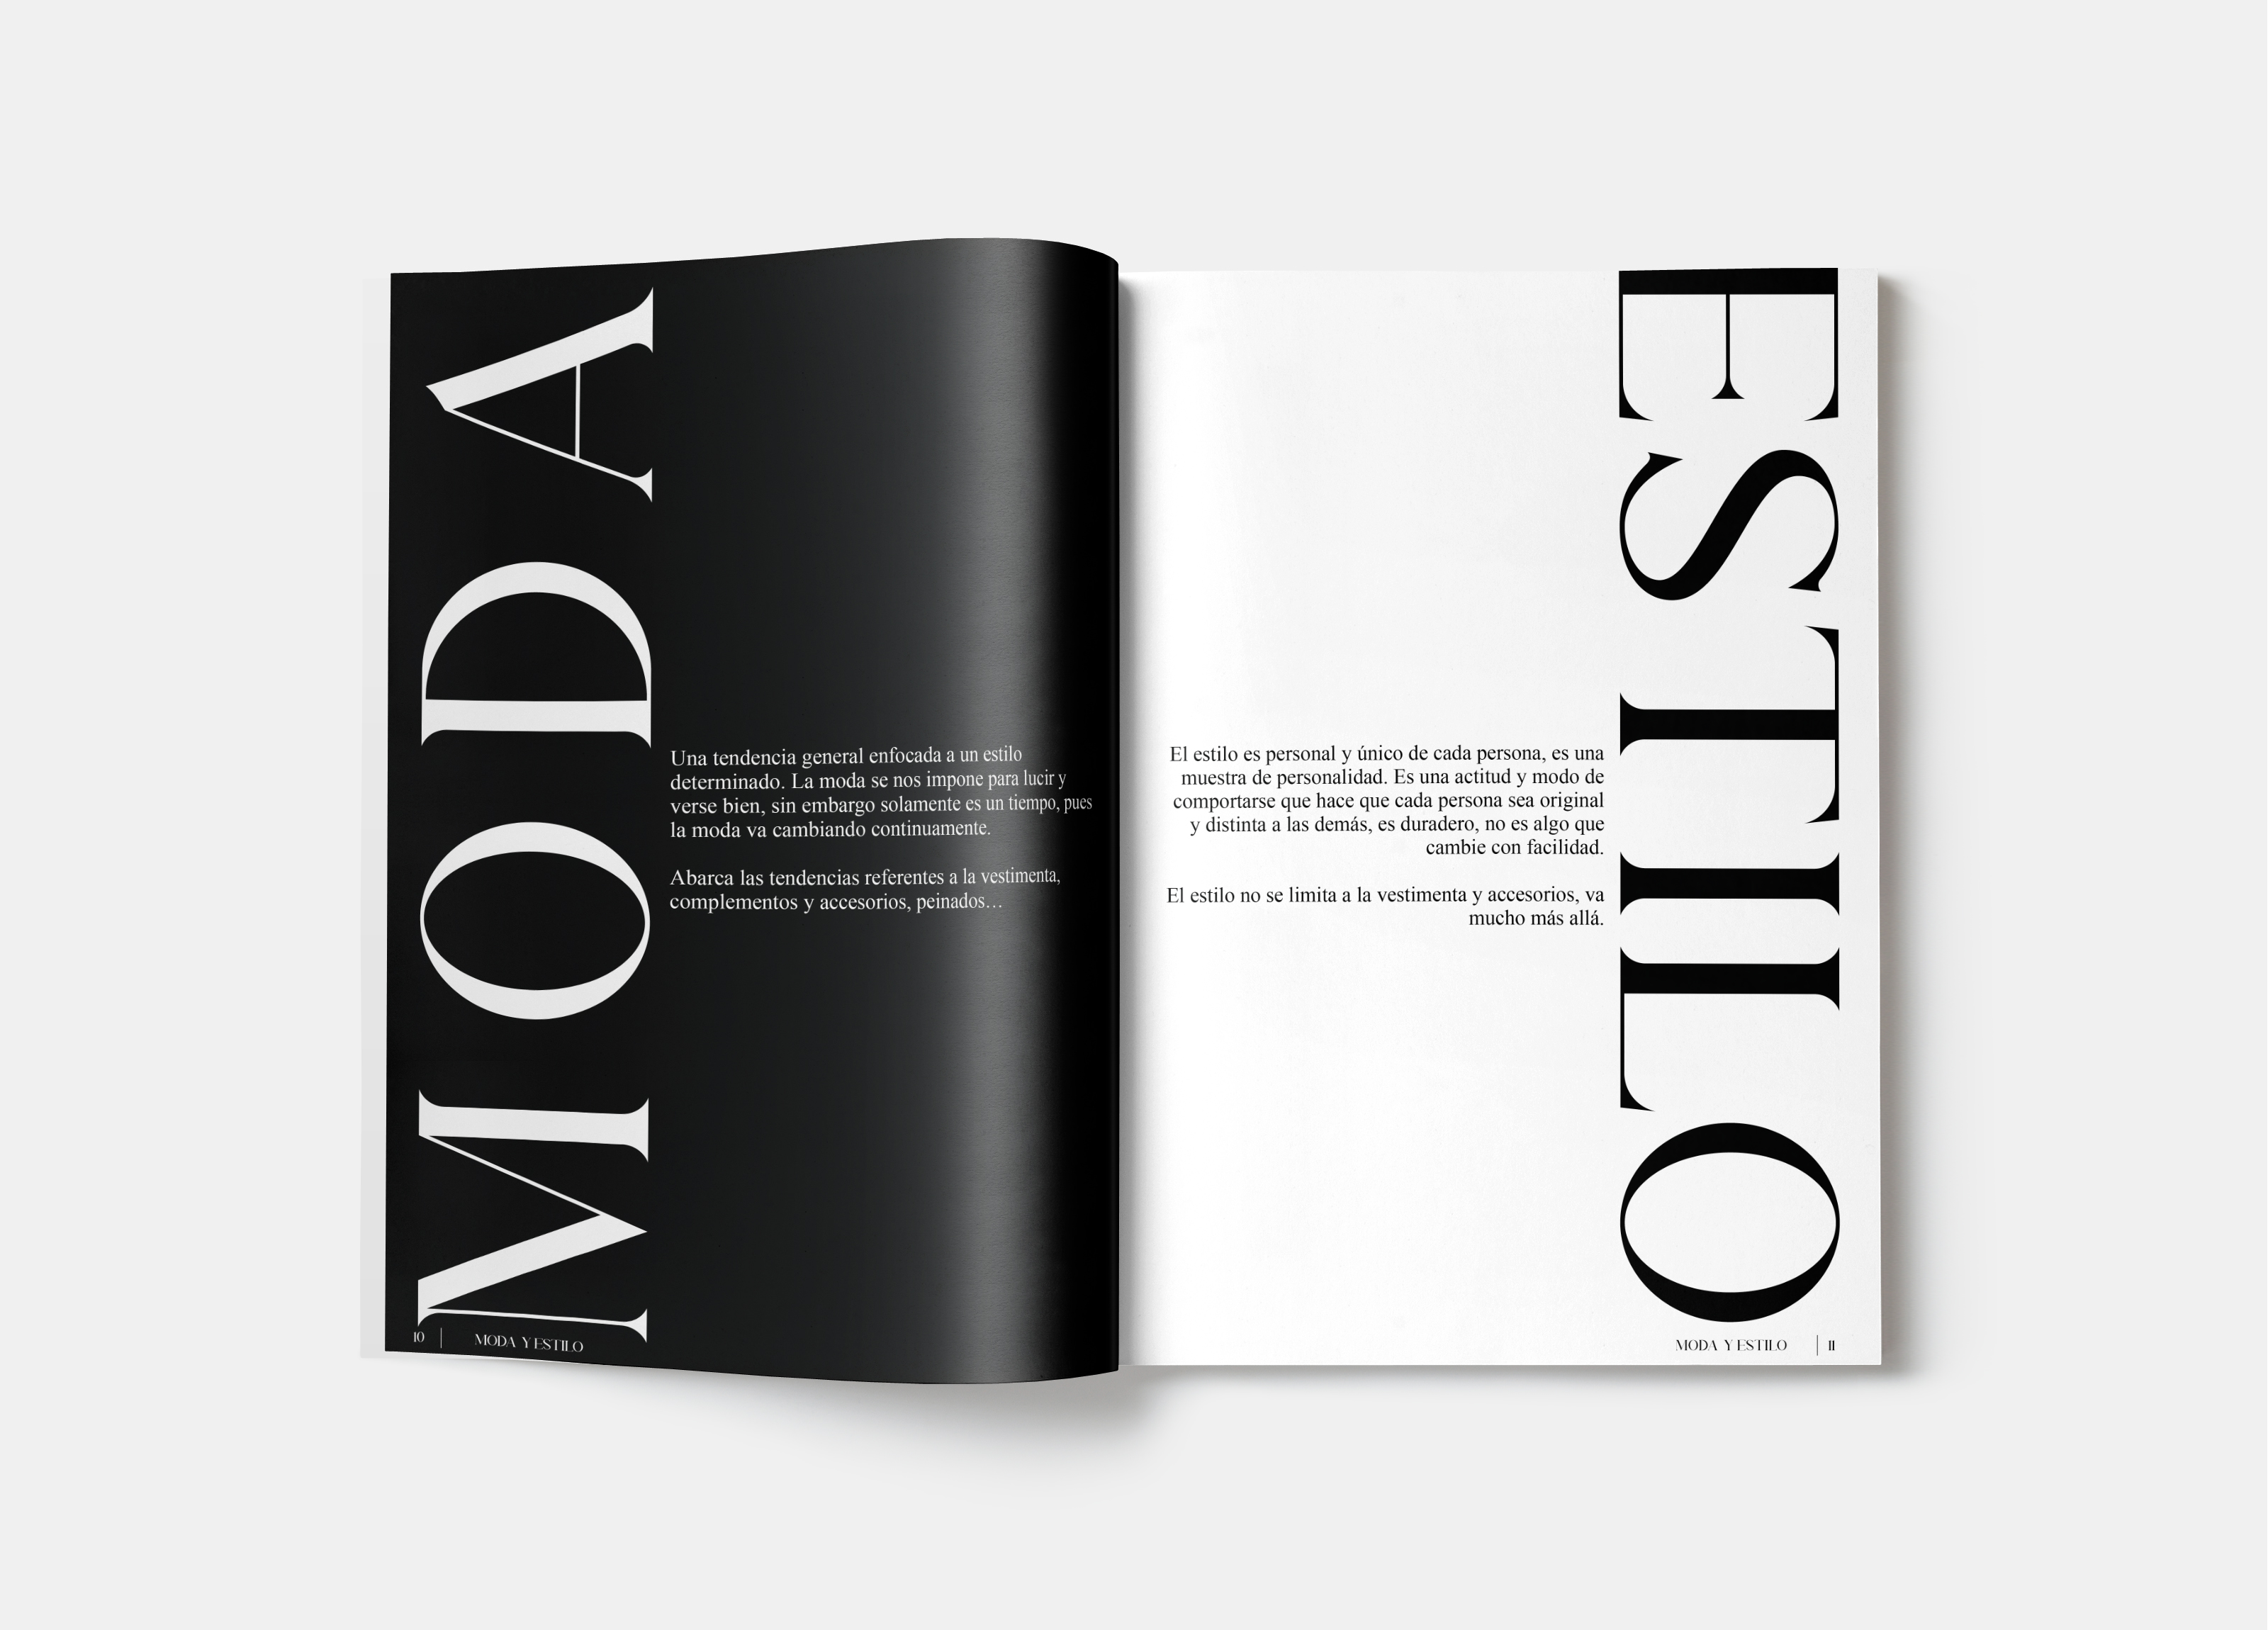 MODA
Una tendencia general enfocada a un estilo
determinado. La moda se nos impone para lucir y
verse bien, sin embargo solamente es un tiempo, pues
la moda va cambiando continuamente.
Abarca las tendencias referentes a la vestimenta,
complementos y accesorios, peinados…
10 | MODA Y ESTILO
ESTILO
El estilo es personal y único de cada persona, es una
muestra de personalidad. Es una actitud y modo de
comportarse que hace que cada persona sea original
y distinta a las demás, es duradero, no es algo que
cambie con facilidad.
El estilo no se limita a la vestimenta y accesorios, va
mucho más allá.
MODA Y ESTILO | 11